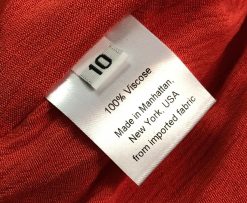 10
100% Viscose
Made in Manhattan,
New York, USA
from imported fabric